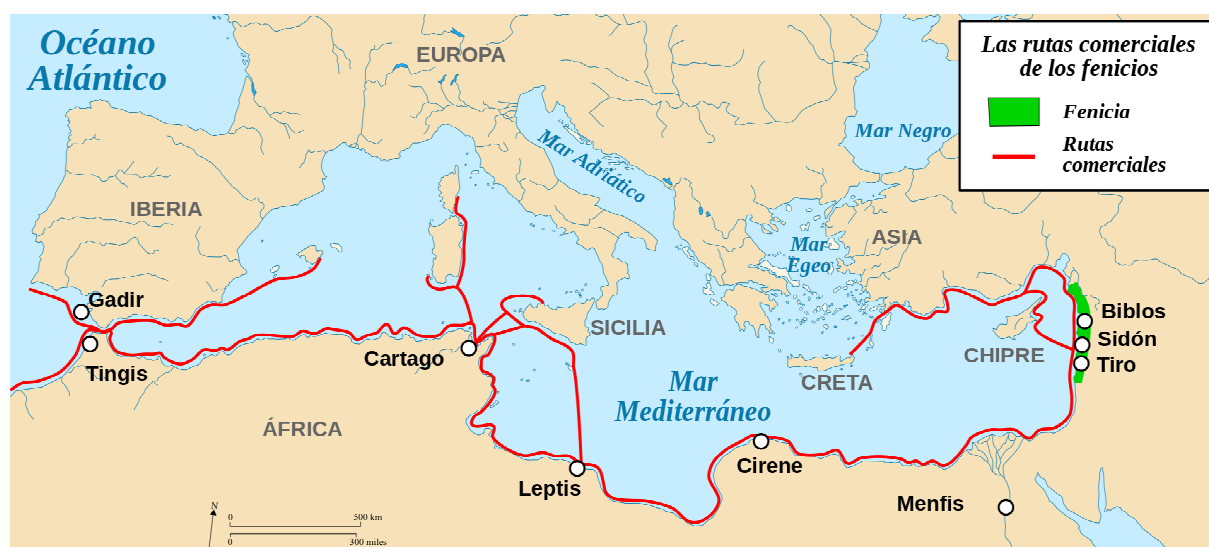 Océano
Atlántico
EUROPA
Las rutas comerciales
de los fenicios
Fenicia
Rutas
comerciales
Mar Negro
Mar Adriático
IBERIA
ASIA
Mar
Egeo
Gadir
Biblos
SICILIA
Sidón
Cartago
CHIPRE
Tiro
Tingis
CRETA
Mar
Mediterráneo
ÁFRICA
Cirene
Leptis
Menfis
N
0 500 km
0 300 miles